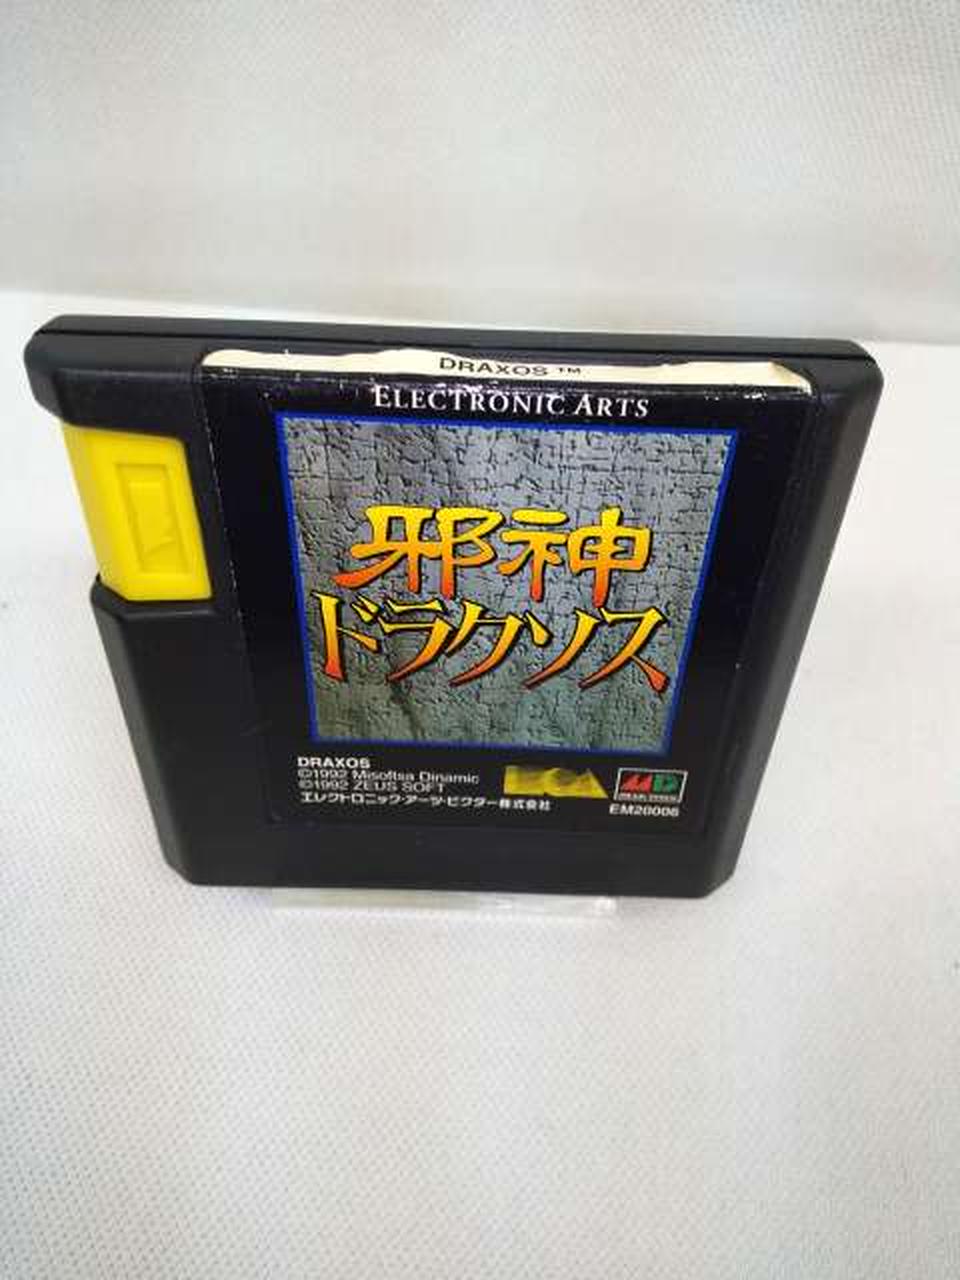 DRAXOS ™
ELECTRONIC ARTS
邪神
ドラクソス
DRAXOS
©1992 Misoftsa Dinamic
©1992 ZEUS SOFT
エレクトロニック・アーツ・ビクター株式会社
MD
EM20006